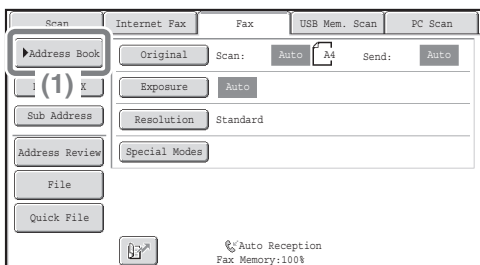 Scan Internet Fax Fax USB Mem. Scan PC Scan
Address Book Original Scan: Auto A4 Send: Auto
(1) X Exposure Auto
Sub Address Resolution Standard
Address Review Special Modes
File
Quick File
Auto Reception
Fax Memory:100%